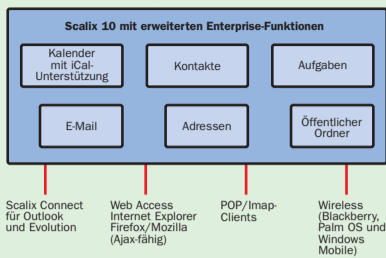 Scalix 10 mit erweiterten Enterprise-Funktionen
Kalender
mit iCal-
Unterstützung
Kontakte
Aufgaben
E-Mail
Adressen
Öffentlicher
Ordner
Scalix Connect
für Outlook
und Evolution
Web Access
Internet Explorer
Firefox/Mozilla
(Ajax-fähig)
POP/Imap-
Clients
Wireless
(Blackberry,
Palm OS und
Windows
Mobile)